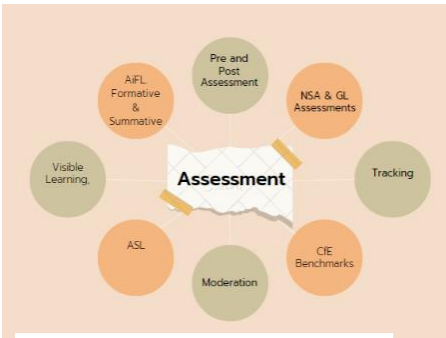 Pre and
Post
Assessment
AiFL
Formative
&
Summative
NSA & GL
Assessments
Visible
Learning,
Assessment
Tracking
ASL
CfE
Benchmarks
Moderation